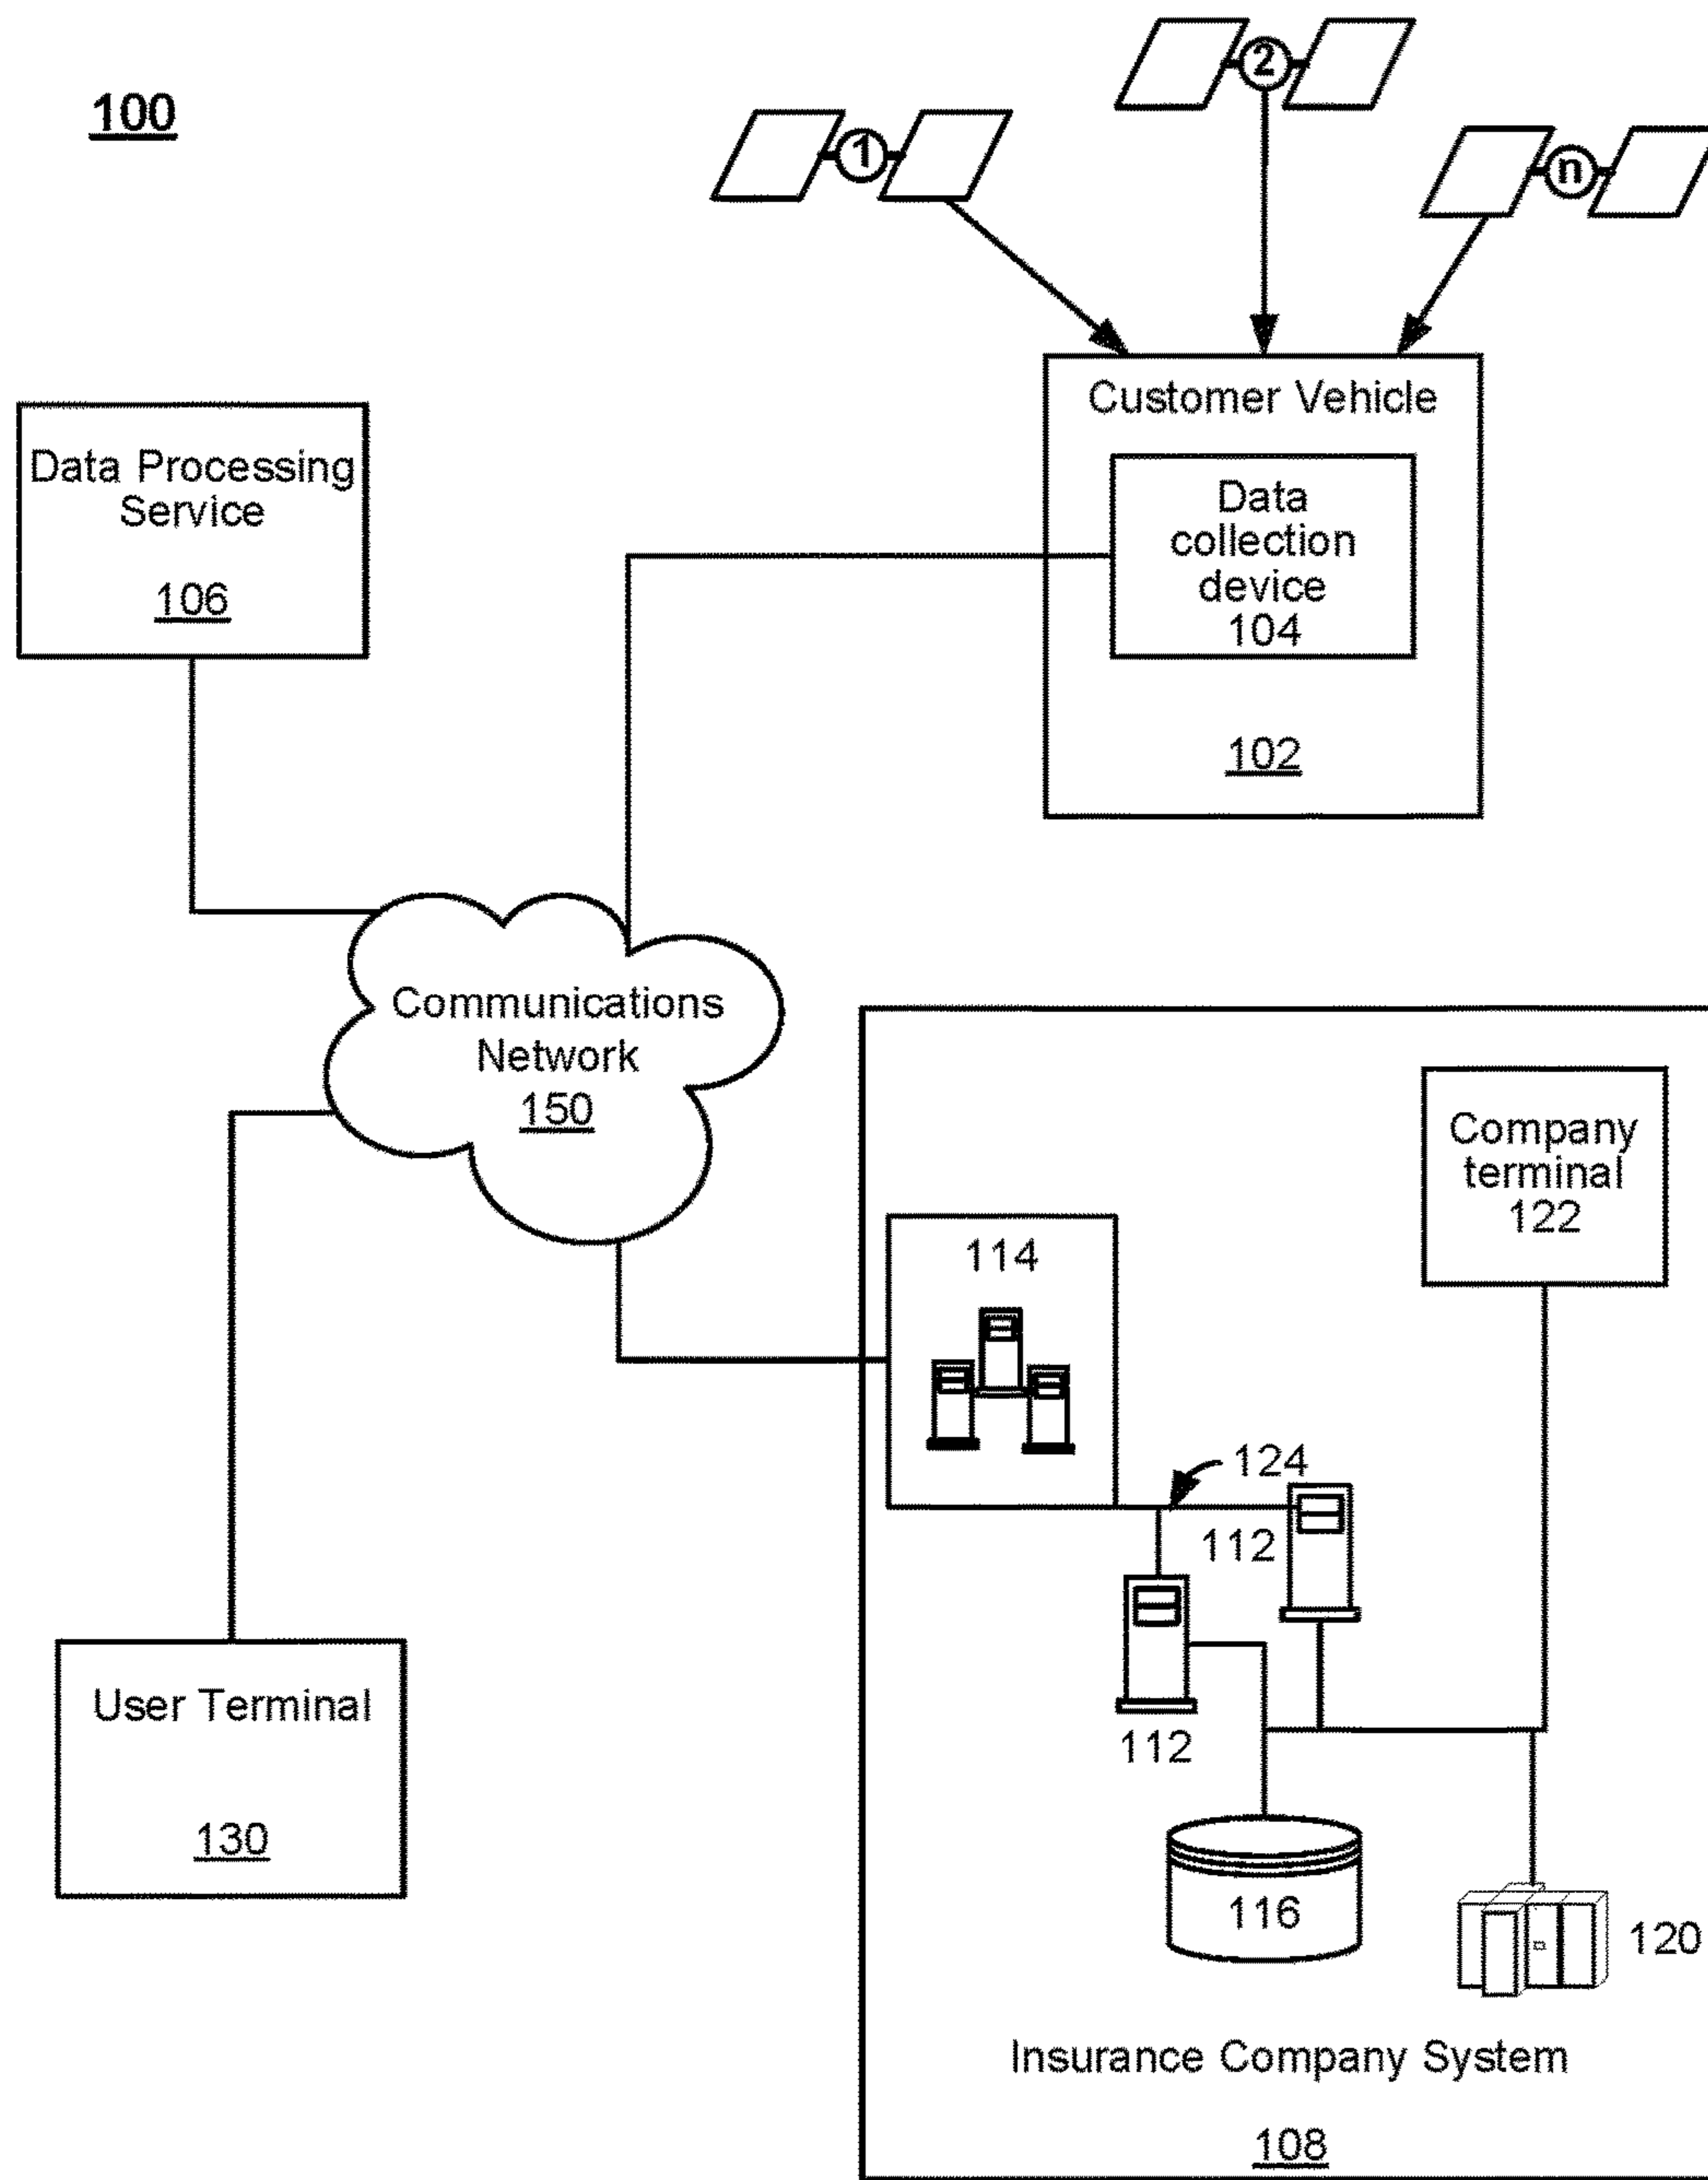 100
1
2
n
Customer Vehicle
Data
collection
device
104
102
Data Processing
Service
106
Communications
Network
150
Company
terminal
122
114
124
112
112
116
120
Insurance Company System
108
User Terminal
130